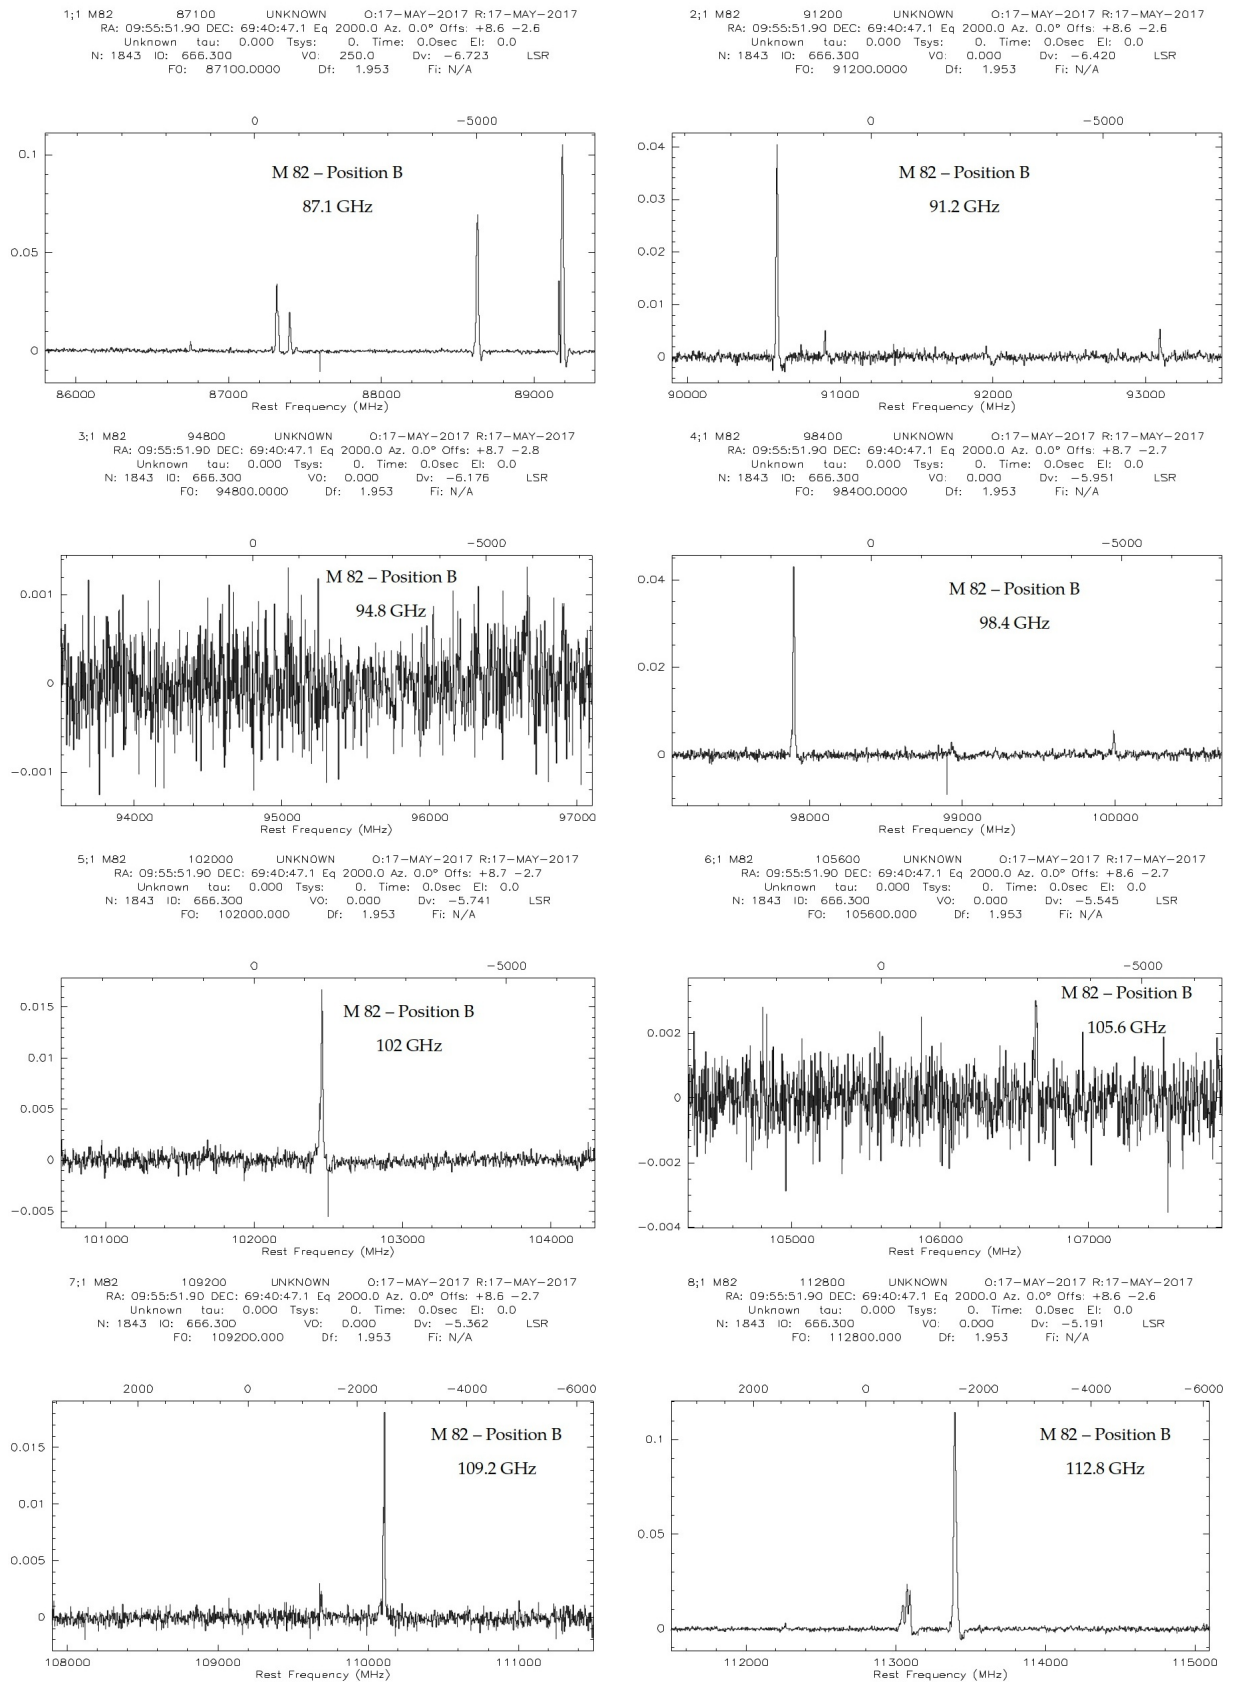 1;1 M82 87100 UNKNOWN O:17-MAY-2017 R:17-MAY-2017
RA: 09:55:51.90 DEC: 69:40:47.1 Eq 2000.0 Az. 0.0° Offs: +8.6 -2.6
Unknown tau: 0.000 Tsys: 0. Time: 0.0sec El: 0.0
N: 1843 I0: 666.300 V0: 250.0 Dv: -6.723 LSR
F0: 87100.0000 Df: 1.953 Fi: N/A
0 -5000
0.1
0.05
0
M 82 – Position B
87.1 GHz
86000 87000 88000 89000
Rest Frequency (MHz)
2;1 M82 91200 UNKNOWN O:17-MAY-2017 R:17-MAY-2017
RA: 09:55:51.90 DEC: 69:40:47.1 Eq 2000.0 Az. 0.0° Offs: +8.6 -2.6
Unknown tau: 0.000 Tsys: 0. Time: 0.0sec El: 0.0
N: 1843 I0: 666.300 V0: 0.000 Dv: -6.420 LSR
F0: 91200.0000 Df: 1.953 Fi: N/A
0 -5000
0.04
0.03
0.02
0.01
0
M 82 – Position B
91.2 GHz
90000 91000 92000 93000
Rest Frequency (MHz)
3;1 M82 94800 UNKNOWN O:17-MAY-2017 R:17-MAY-2017
RA: 09:55:51.90 DEC: 69:40:47.1 Eq 2000.0 Az. 0.0° Offs: +8.7 -2.8
Unknown tau: 0.000 Tsys: 0. Time: 0.0sec El: 0.0
N: 1843 I0: 666.300 V0: 0.000 Dv: -6.176 LSR
F0: 94800.0000 Df: 1.953 Fi: N/A
0 -5000
0.001
0
-0.001
M 82 – Position B
94.8 GHz
94000 95000 96000 97000
Rest Frequency (MHz)
4;1 M82 98400 UNKNOWN O:17-MAY-2017 R:17-MAY-2017
RA: 09:55:51.90 DEC: 69:40:47.1 Eq 2000.0 Az. 0.0° Offs: +8.7 -2.7
Unknown tau: 0.000 Tsys: 0. Time: 0.0sec El: 0.0
N: 1843 I0: 666.300 V0: 0.000 Dv: -5.951 LSR
F0: 98400.0000 Df: 1.953 Fi: N/A
0 -5000
0.04
0.02
0
M 82 – Position B
98.4 GHz
98000 99000 100000
Rest Frequency (MHz)
5;1 M82 102000 UNKNOWN O:17-MAY-2017 R:17-MAY-2017
RA: 09:55:51.90 DEC: 69:40:47.1 Eq 2000.0 Az. 0.0° Offs: +8.7 -2.7
Unknown tau: 0.000 Tsys: 0. Time: 0.0sec El: 0.0
N: 1843 I0: 666.300 V0: 0.000 Dv: -5.741 LSR
F0: 102000.000 Df: 1.953 Fi: N/A
0 -5000
0.015
0.01
0.005
0
-0.005
M 82 – Position B
102 GHz
101000 102000 103000 104000
Rest Frequency (MHz)
6;1 M82 105600 UNKNOWN O:17-MAY-2017 R:17-MAY-2017
RA: 09:55:51.90 DEC: 69:40:47.1 Eq 2000.0 Az. 0.0° Offs: +8.6 -2.7
Unknown tau: 0.000 Tsys: 0. Time: 0.0sec El: 0.0
N: 1843 I0: 666.300 V0: 0.000 Dv: -5.545 LSR
F0: 105600.000 Df: 1.953 Fi: N/A
0 -5000
0.002
0
-0.002
-0.004
M 82 – Position B
105.6 GHz
105000 106000 107000
Rest Frequency (MHz)
7;1 M82 109200 UNKNOWN O:17-MAY-2017 R:17-MAY-2017
RA: 09:55:51.90 DEC: 69:40:47.1 Eq 2000.0 Az. 0.0° Offs: +8.6 -2.7
Unknown tau: 0.000 Tsys: 0. Time: 0.0sec El: 0.0
N: 1843 I0: 666.300 V0: 0.000 Dv: -5.362 LSR
F0: 109200.000 Df: 1.953 Fi: N/A
2000 0 -2000 -4000 -6000
0.015
0.01
0.005
0
M 82 – Position B
109.2 GHz
108000 109000 110000 111000
Rest Frequency (MHz)
8;1 M82 112800 UNKNOWN O:17-MAY-2017 R:17-MAY-2017
RA: 09:55:51.90 DEC: 69:40:47.1 Eq 2000.0 Az. 0.0° Offs: +8.6 -2.6
Unknown tau: 0.000 Tsys: 0. Time: 0.0sec El: 0.0
N: 1843 I0: 666.300 V0: 0.000 Dv: -5.191 LSR
F0: 112800.000 Df: 1.953 Fi: N/A
2000 0 -2000 -4000 -6000
0.1
0.05
0
M 82 – Position B
112.8 GHz
112000 113000 114000 115000
Rest Frequency (MHz)